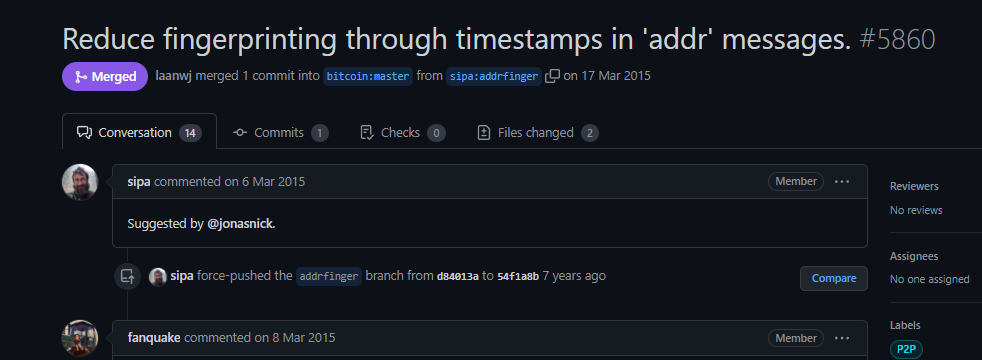 Reduce fingerprinting through timestamps in 'addr' messages. #5860
Merged laanwj merged 1 commit into bitcoin:master from sipa:addrfinger on 17 Mar 2015
Conversation 14 Commits 1 Checks 0 Files changed 2
sipa commented on 6 Mar 2015 Member ...
Suggested by @jonasnick.
sipa force-pushed the addrfinger branch from d84013a to 54f1a8b 7 years ago Compare
fanquake commented on 8 Mar 2015 Member ...
Reviewers
No reviews
Assignees
No one assigned
Labels
P2P